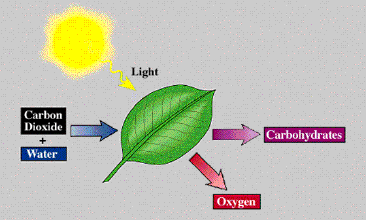 Light
Carbon
Dioxide
+
Water
Carbohydrates
Oxygen